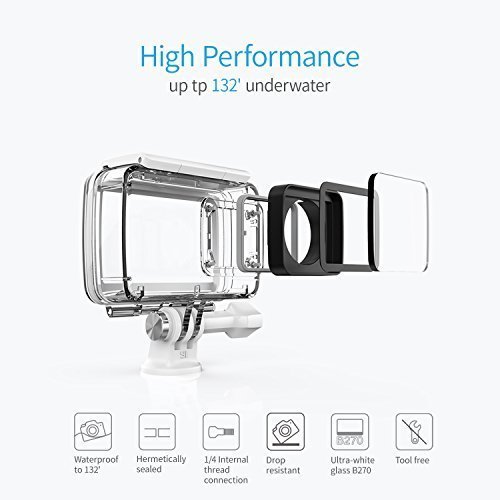 High Performance
up tp 132' underwater
B270
Waterproof
to 132'
Hermetically
sealed
1/4 Internal
thread
connection
Drop
resistant
Ultra-white
glass B270
Tool free